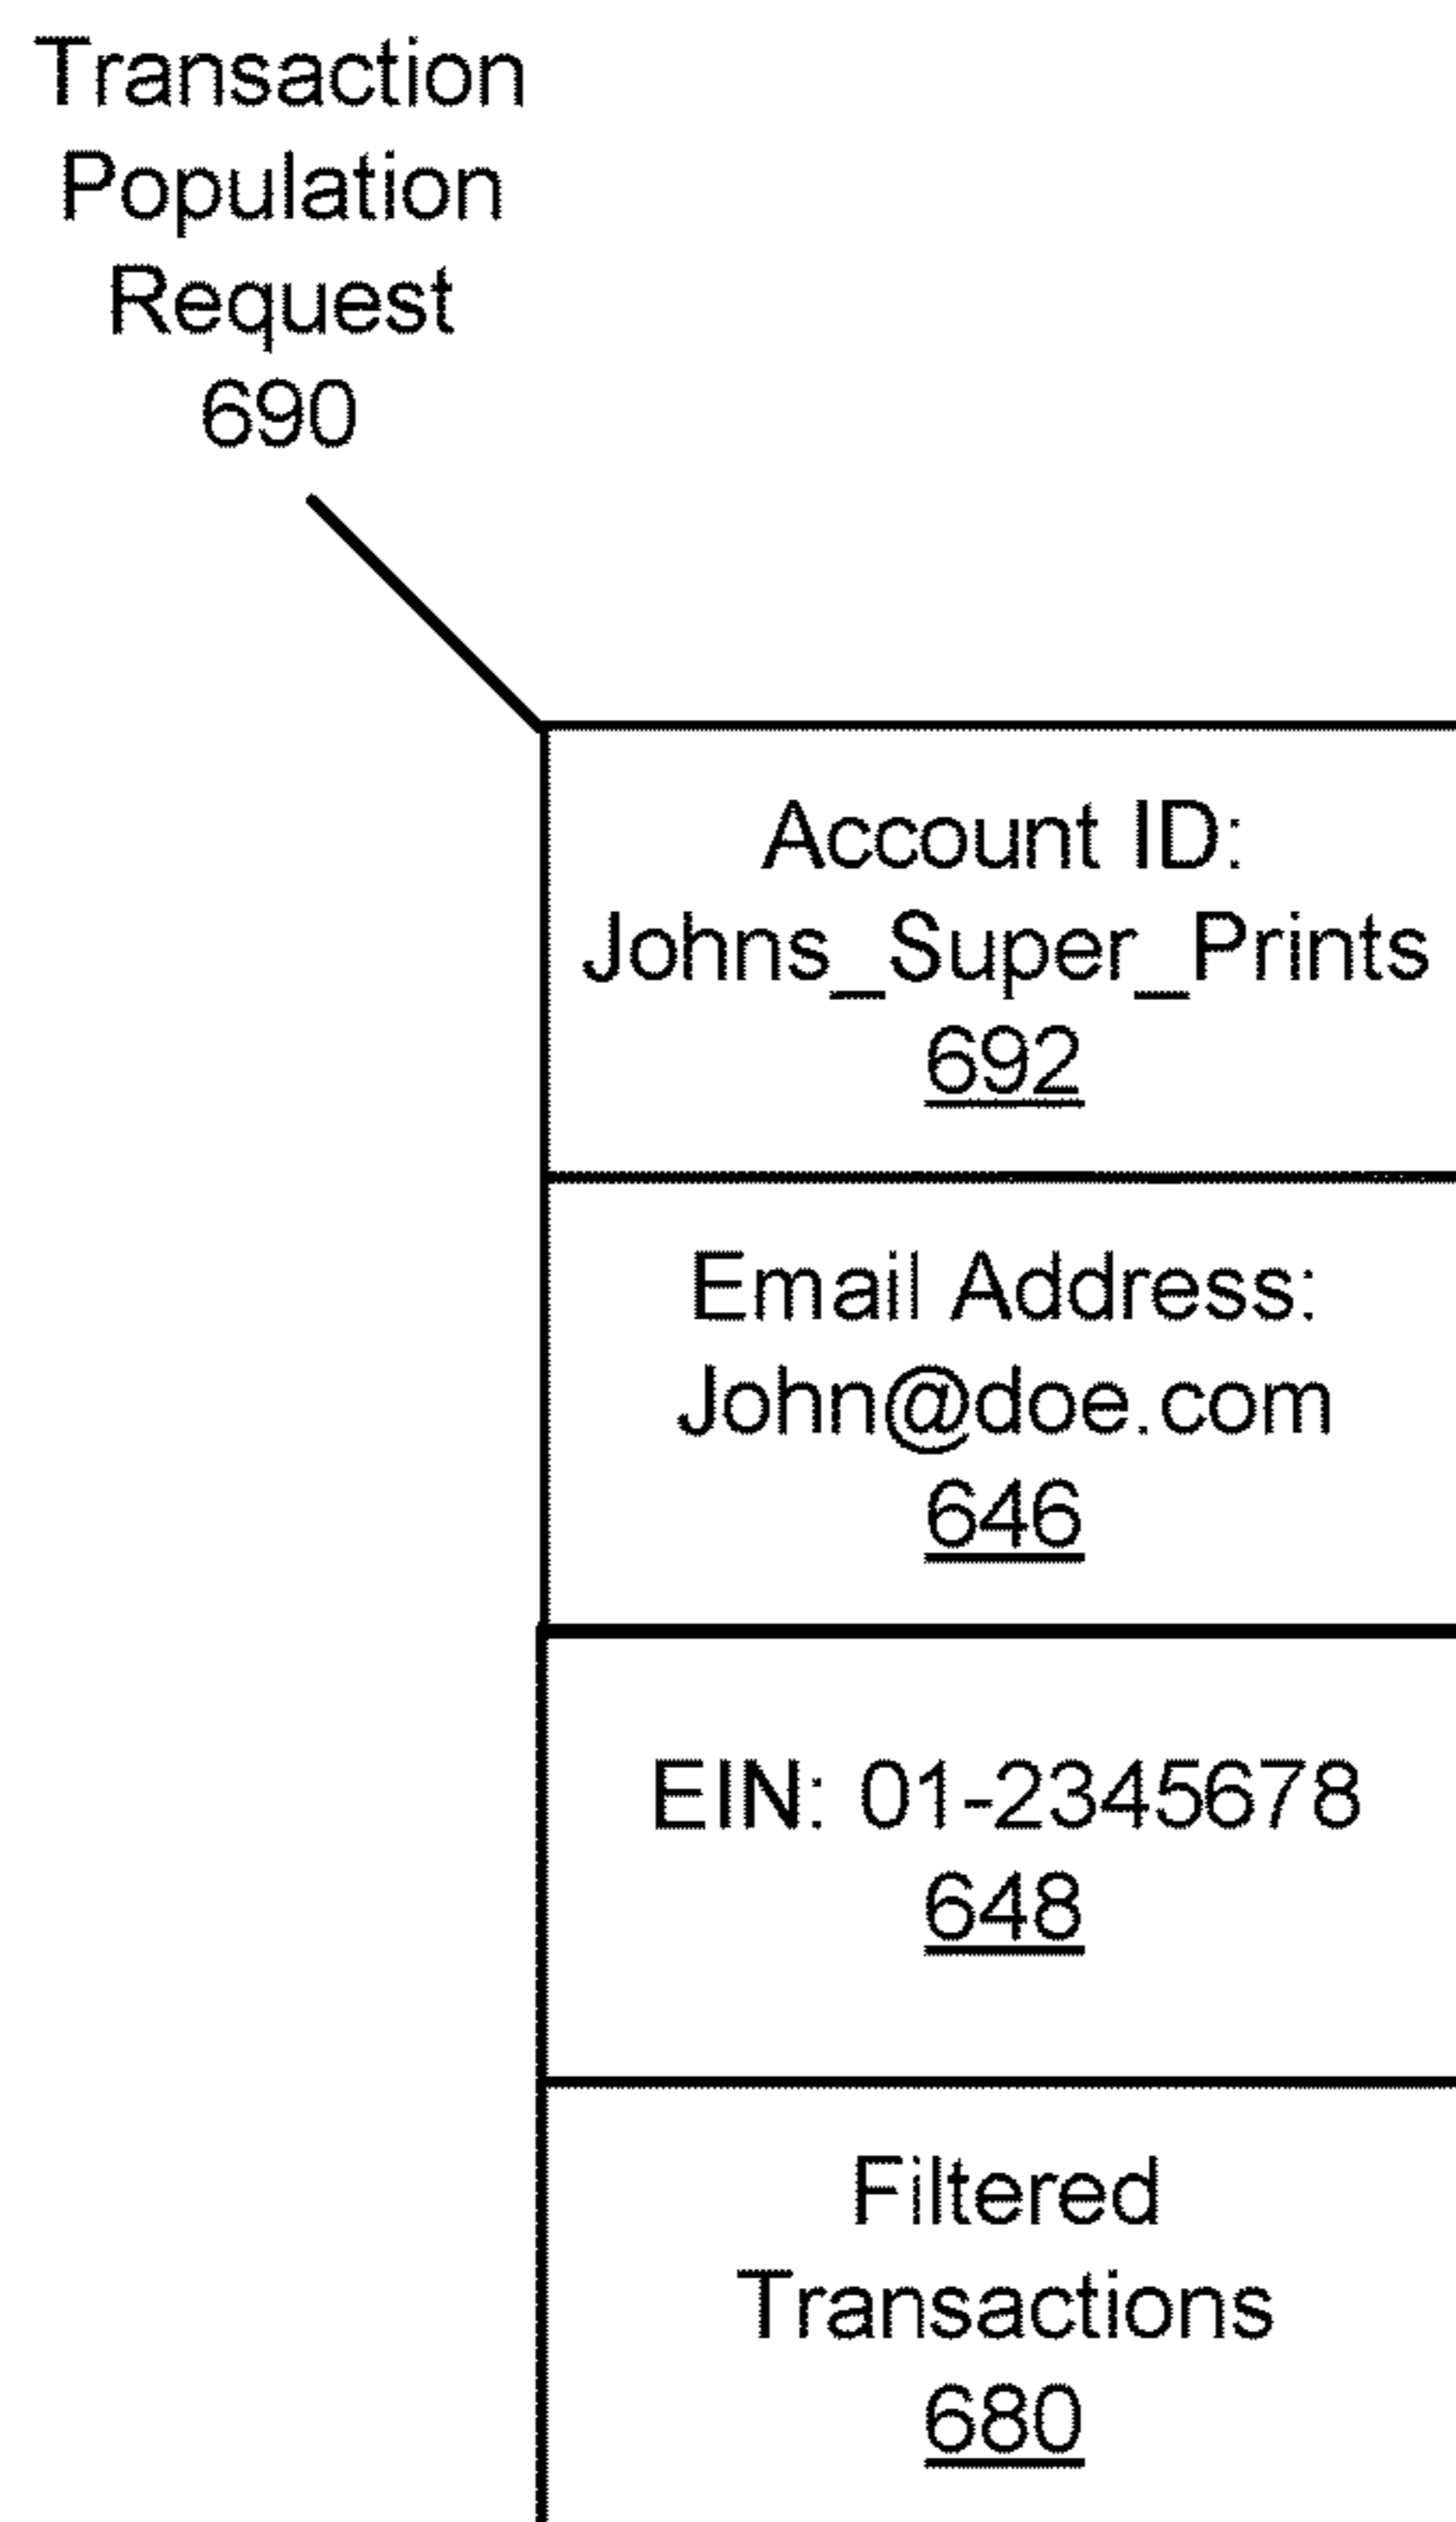 Transaction
Population
Request
690
Account ID:
Johns_Super_Prints
692
Email Address:
John@doe.com
646
EIN: 01-2345678
648
Filtered
Transactions
680